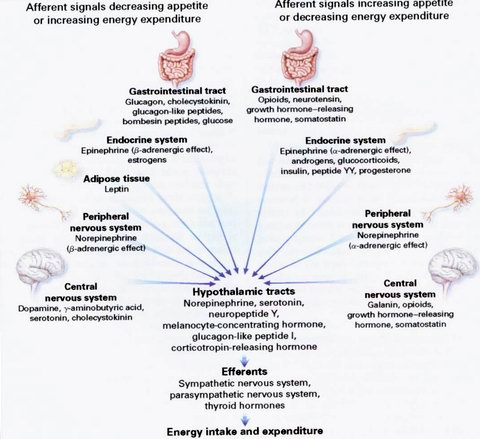 Afferent signals decreasing appetite
or increasing energy expenditure
Afferent signals increasing appetite
or decreasing energy expenditure
Gastrointestinal tract
Glucagon, cholecystokinin,
glucagon-like peptides,
bombesin peptides, glucose
Gastrointestinal tract
Opioids, neurotensin,
growth hormone–releasing
hormone, somatostatin
Endocrine system
Epinephrine (β-adrenergic effect),
estrogens
Endocrine system
Epinephrine (α-adrenergic effect),
androgens, glucocorticoids,
insulin, peptide YY, progesterone
Adipose tissue
Leptin
Peripheral
nervous system
Norepinephrine
(β-adrenergic effect)
Peripheral
nervous system
Norepinephrine
(α-adrenergic effect)
Central
nervous system
Dopamine, γ-aminobutyric acid,
serotonin, cholecystokinin
Central
nervous system
Galanin, opioids,
growth hormone–releasing
hormone, somatostatin
Hypothalamic tracts
Norepinephrine, serotonin,
neuropeptide Y,
melanocyte-concentrating hormone,
glucagon-like peptide I,
corticotropin-releasing hormone
Efferents
Sympathetic nervous system,
parasympathetic nervous system,
thyroid hormones
Energy intake and expenditure